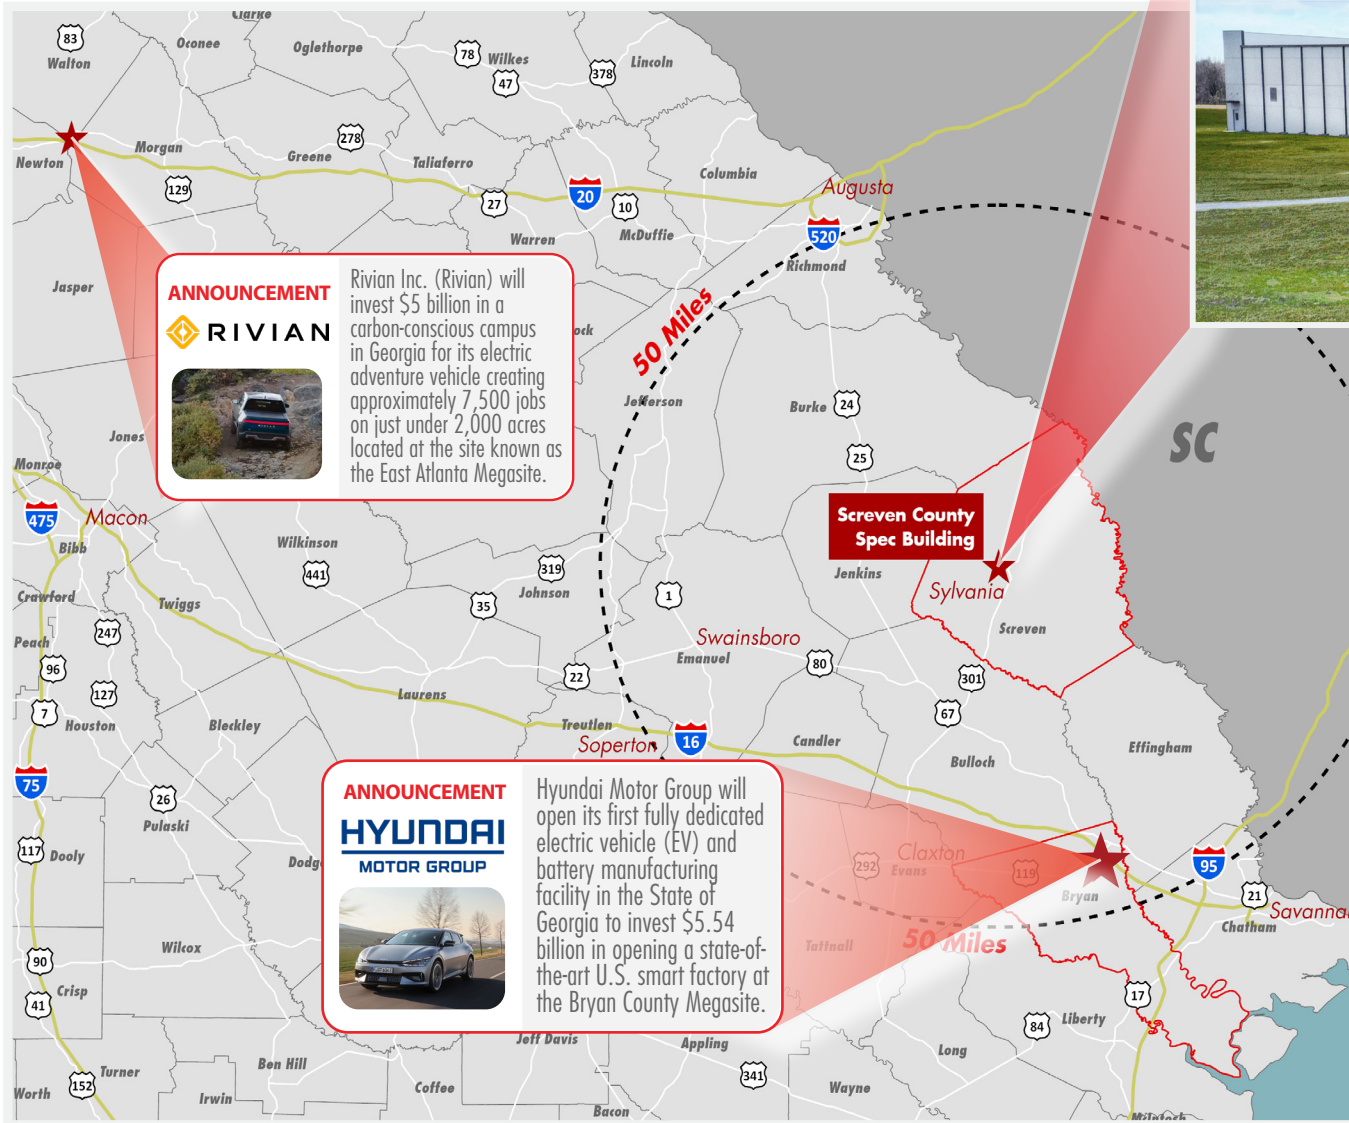 Clarke
83
Walton
Oconee
Oglethorpe
78
Wilkes
47
378
Lincoln
Newton
Morgan
129
278
Greene
Taliaferro
27
20
10
Warren
McDuffie
Columbia
Augusta
520
Richmond
Jasper
ANNOUNCEMENT
RIVIAN
Rivian Inc. (Rivian) will
invest $5 billion in a
carbon-conscious campus
in Georgia for its electric
adventure vehicle creating
approximately 7,500 jobs
on just under 2,000 acres
located at the site known as
the East Atlanta Megasite.
ock
50 Miles
Jefferson
Burke
24
25
SC
Jones
Monroe
475
Macon
Bibb
Wilkinson
441
319
Johnson
35
1
Screven County
Spec Building
Jenkins
Sylvania
Screven
Crawford
Twiggs
247
Peach
96
127
7
Houston
Bleckley
Laurens
22
Swainsboro
Emanuel
80
301
67
Treutlen
Soperton
16
Candler
Bulloch
Effingham
75
26
Pulaski
117
Dooly
Dodg
ANNOUNCEMENT
HYUNDAI
MOTOR GROUP
Hyundai Motor Group will
open its first fully dedicated
electric vehicle (EV) and
battery manufacturing
facility in the State of
Georgia to invest $5.54
billion in opening a state-of-
the-art U.S. smart factory at
the Bryan County Megasite.
292
Claxton
Evans
119
Bryan
95
21
Savanna
Chatham
Tattnall
50 Miles
Wilcox
90
41
Crisp
17
84
Liberty
Long
Jeff Davis
Appling
341
Wayne
Ben Hill
Turner
152
Worth
Irwin
Coffee
Bacon
McIntosh